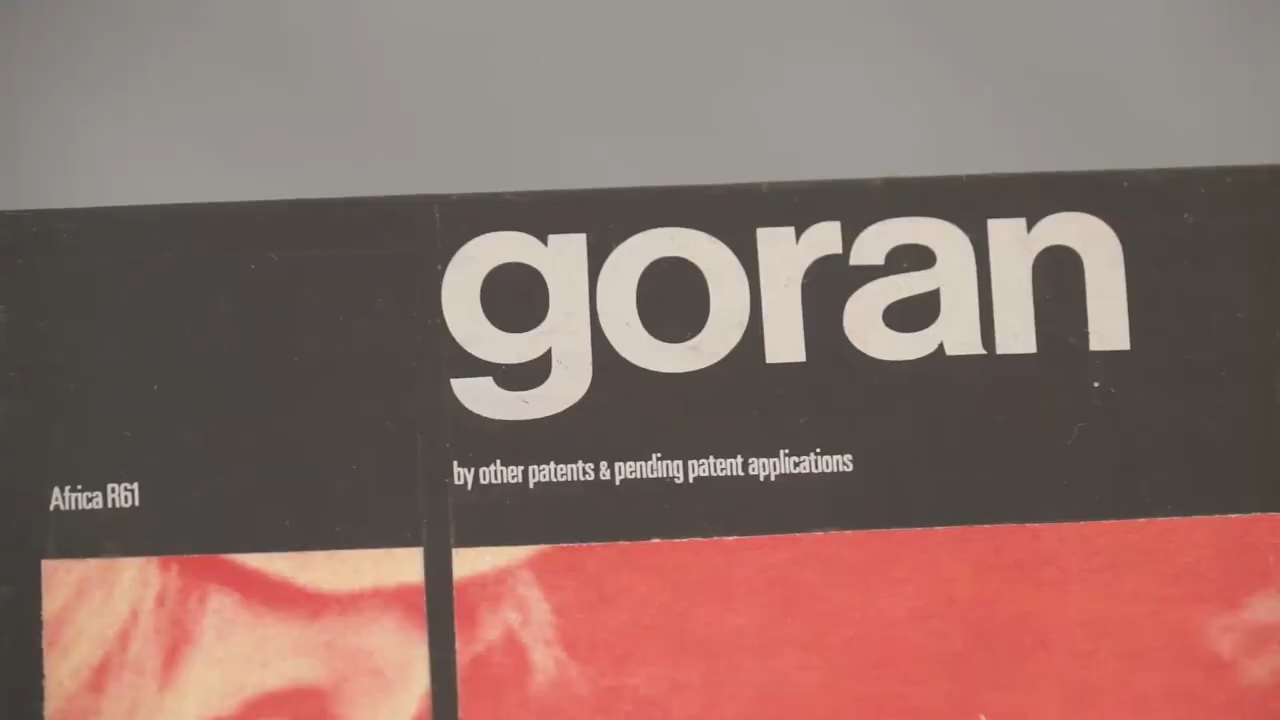 goran
by other patents & pending patent applications
Africa R61